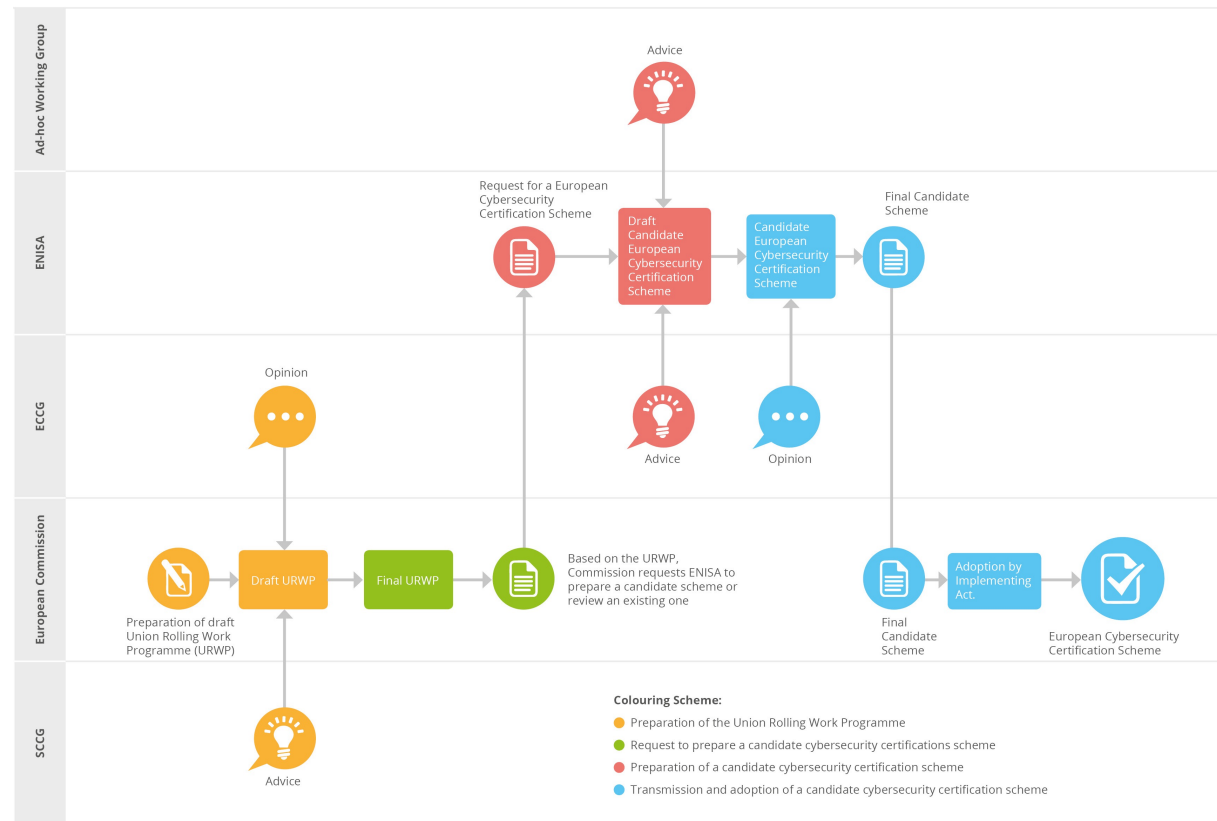 Ad-hoc Working Group
Advice
ENISA
Request for a European
Cybersecurity
Certification Scheme
Draft
Candidate
European
Cybersecurity
Certification
Scheme
Candidate
European
Cybersecurity
Certification
Scheme
Final Candidate
Scheme
ECCG
Opinion
Advice
Opinion
European Commission
Preparation of draft
Union Rolling Work
Programme (URWP)
Draft URWP
Final URWP
Based on the URWP,
Commission requests ENISA to
prepare a candidate scheme or
review an existing one
Final
Candidate
Scheme
Adoption by
Implementing
Act.
European Cybersecurity
Certification Scheme
SCCG
Advice
Colouring Scheme:
Preparation of the Union Rolling Work Programme
Request to prepare a candidate cybersecurity certifications scheme
Preparation of a candidate cybersecurity certification scheme
Transmission and adoption of a candidate cybersecurity certification scheme